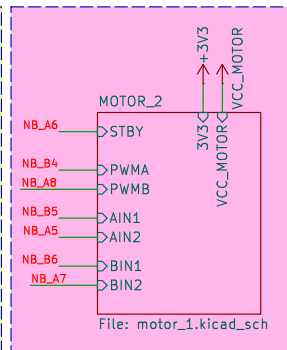 +3V3
VCC_MOTOR
MOTOR_2
3V3
VCC_MOTOR
NB_A6 STBY
NB_B4 PWMA
NB_A8 PWMB
NB_B5 AIN1
NB_A5 AIN2
NB_B6 BIN1
NB_A7 BIN2
File: motor_1.kicad_sch